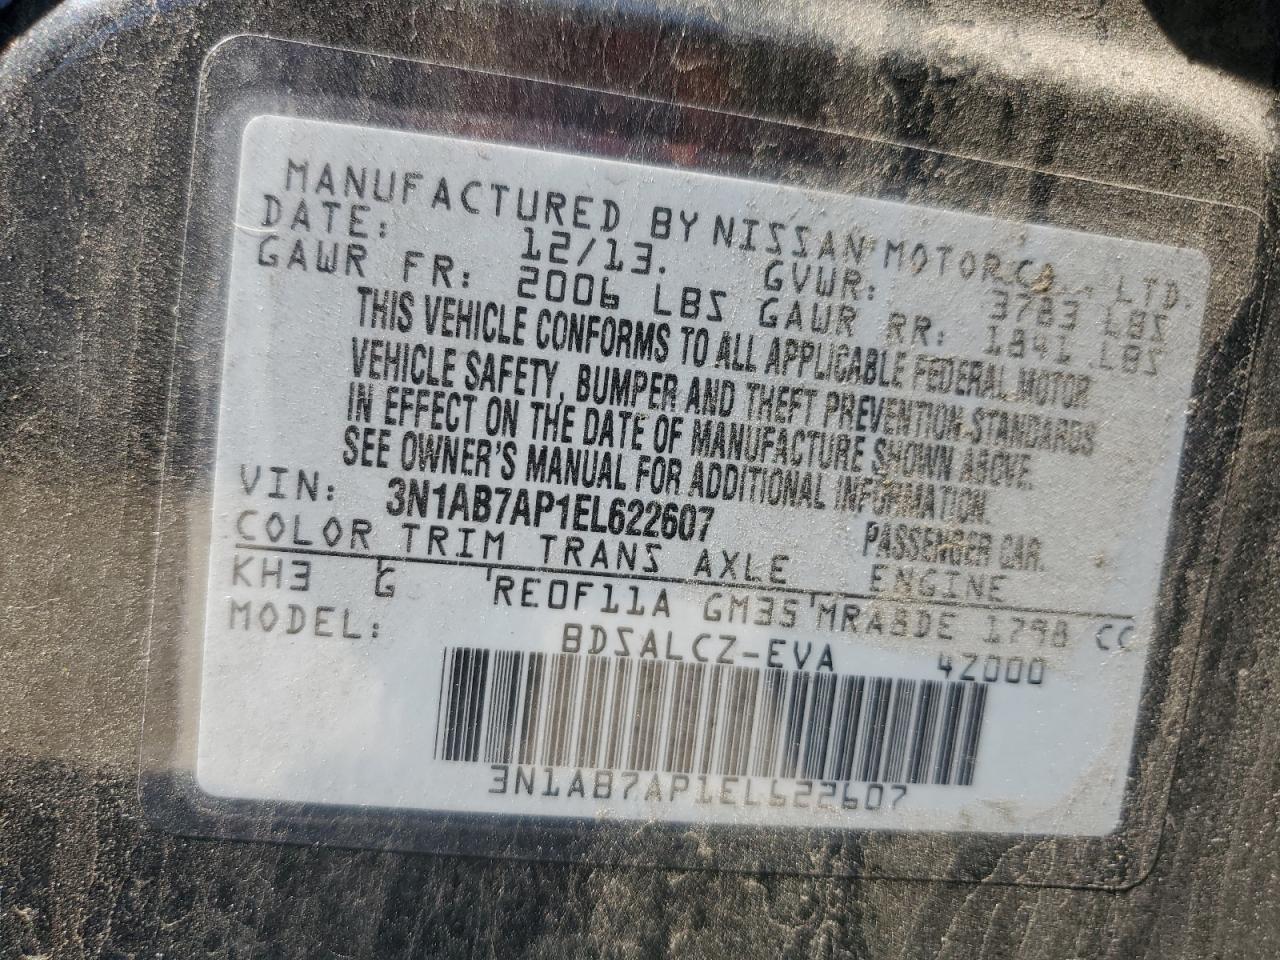 MANUFACTURED BY NISSAN MOTOR CO., LTD.
DATE: 12/13. GVWR: 3783 LBS
GAWR FR: 2006 LBS GAWR RR: 1841 LBS
THIS VEHICLE CONFORMS TO ALL APPLICABLE FEDERAL MOTOR
VEHICLE SAFETY, BUMPER AND THEFT PREVENTION STANDARDS
IN EFFECT ON THE DATE OF MANUFACTURE SHOWN ABOVE.
SEE OWNER'S MANUAL FOR ADDITIONAL INFORMATION.
VIN: 3N1AB7AP1EL622607 PASSENGER CAR.
COLOR TRIM TRANS AXLE ENGINE
KH3 G RE0F11A GM35 MRA8DE 1798 CC
MODEL: BDSALCZ-EVA 42000
3N1AB7AP1EL622607